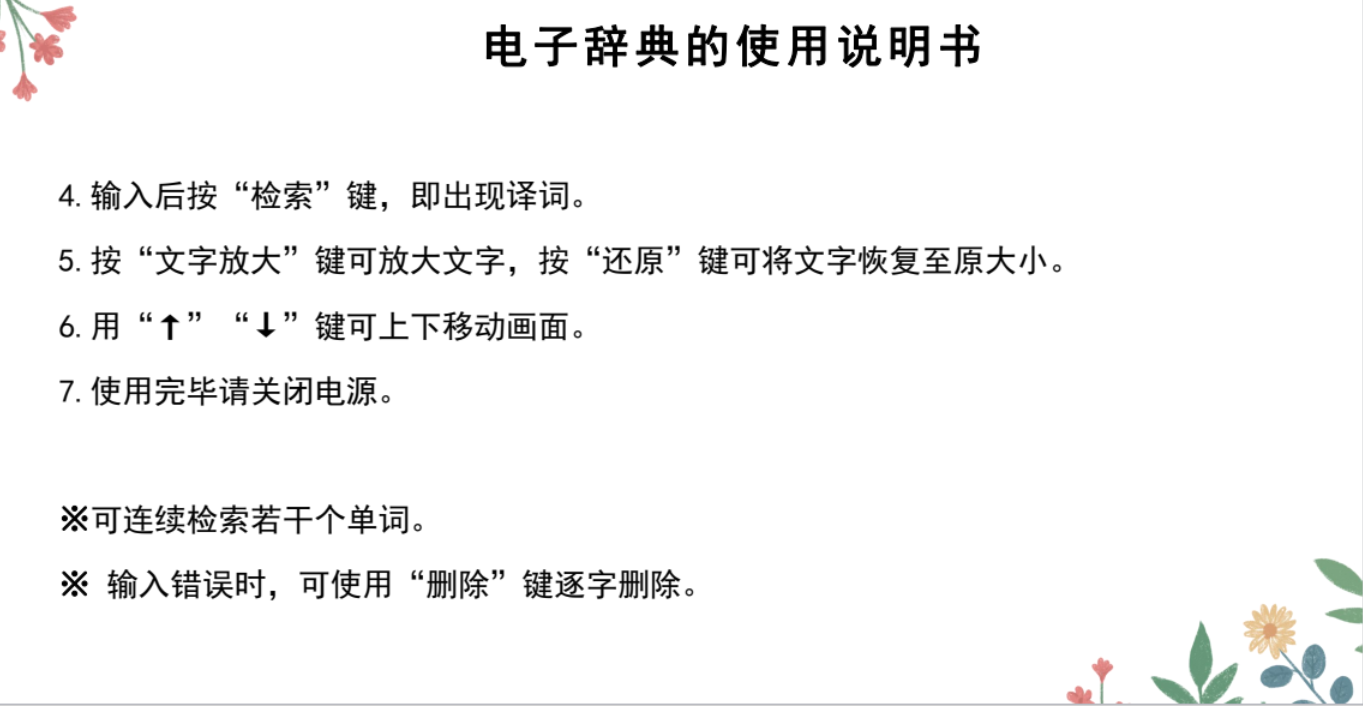 电子辞典的使用说明书
4.输入后按“检索”键，即出现译词。
5.按“文字放大”键可放大文字，按“还原”键可将文字恢复至原大小。
6.用“↑”“↓”键可上下移动画面。
7.使用完毕请关闭电源。
※可连续检索若干个单词。
※ 输入错误时，可使用“删除”键逐字删除。